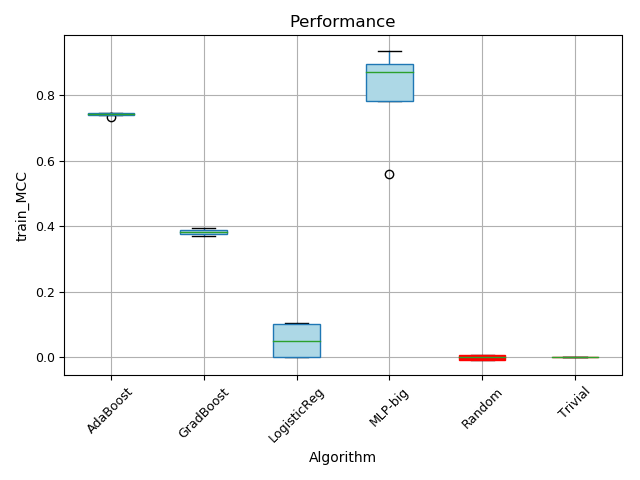 Performance
train_MCC
0.8
0.6
0.4
0.2
0.0
AdaBoost
GradBoost
LogisticReg
MLP-big
Random
Trivial
Algorithm